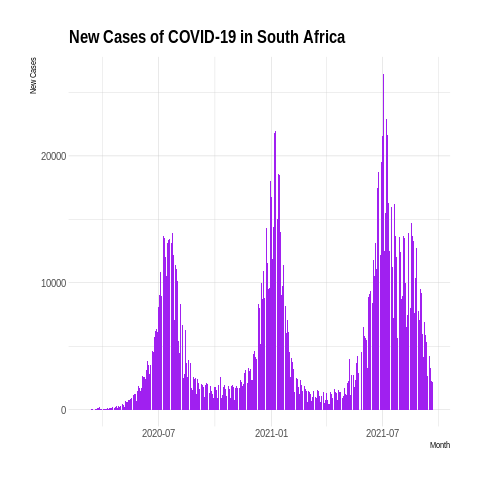 New Cases of COVID-19 in South Africa
New Cases
20000
10000
0
2020-07
2021-01
2021-07
Month